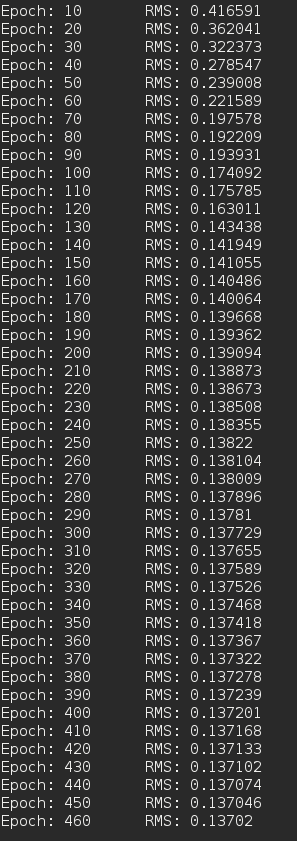 Epoch: 10 RMS: 0.416591
Epoch: 20 RMS: 0.362041
Epoch: 30 RMS: 0.322373
Epoch: 40 RMS: 0.278547
Epoch: 50 RMS: 0.239008
Epoch: 60 RMS: 0.221589
Epoch: 70 RMS: 0.197578
Epoch: 80 RMS: 0.192209
Epoch: 90 RMS: 0.193931
Epoch: 100 RMS: 0.174092
Epoch: 110 RMS: 0.175785
Epoch: 120 RMS: 0.163011
Epoch: 130 RMS: 0.143438
Epoch: 140 RMS: 0.141949
Epoch: 150 RMS: 0.141055
Epoch: 160 RMS: 0.140486
Epoch: 170 RMS: 0.140064
Epoch: 180 RMS: 0.139668
Epoch: 190 RMS: 0.139362
Epoch: 200 RMS: 0.139094
Epoch: 210 RMS: 0.138873
Epoch: 220 RMS: 0.138673
Epoch: 230 RMS: 0.138508
Epoch: 240 RMS: 0.138355
Epoch: 250 RMS: 0.13822
Epoch: 260 RMS: 0.138104
Epoch: 270 RMS: 0.138009
Epoch: 280 RMS: 0.137896
Epoch: 290 RMS: 0.13781
Epoch: 300 RMS: 0.137729
Epoch: 310 RMS: 0.137655
Epoch: 320 RMS: 0.137589
Epoch: 330 RMS: 0.137526
Epoch: 340 RMS: 0.137468
Epoch: 350 RMS: 0.137418
Epoch: 360 RMS: 0.137367
Epoch: 370 RMS: 0.137322
Epoch: 380 RMS: 0.137278
Epoch: 390 RMS: 0.137239
Epoch: 400 RMS: 0.137201
Epoch: 410 RMS: 0.137168
Epoch: 420 RMS: 0.137133
Epoch: 430 RMS: 0.137102
Epoch: 440 RMS: 0.137074
Epoch: 450 RMS: 0.137046
Epoch: 460 RMS: 0.13702